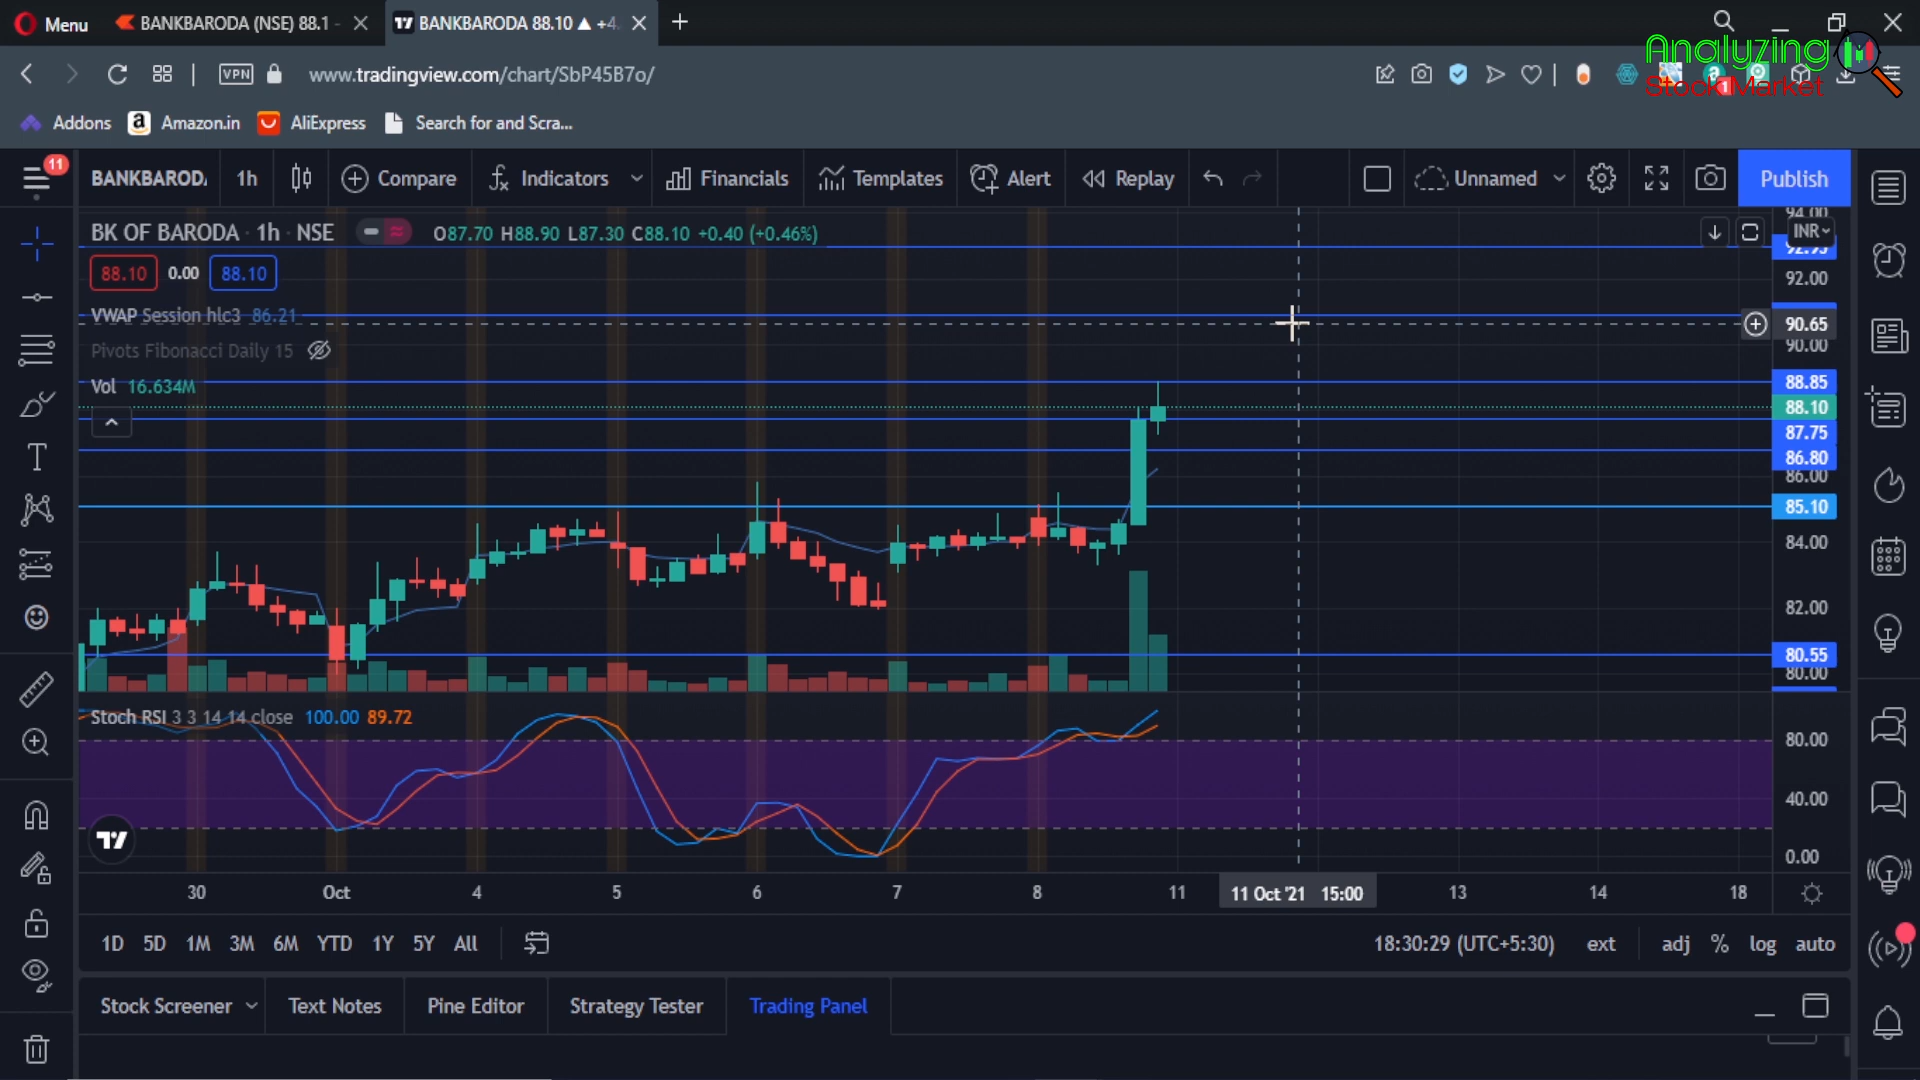 Menu
BANKBARODA (NSE) 88.1 -
BANKBARODA 88.10 ▲ +4.
Analyzing
Stock Market
VPN
www.tradingview.com/chart/SbP45B7o/
1
Addons
Amazon.in
AliExpress
Search for and Scra...
11
BANKBARODA
1h
Compare
Indicators
Financials
Templates
Alert
Replay
Unnamed
Publish
BK OF BARODA · 1h · NSE
O87.70 H88.90 L87.30 C88.10 +0.40 (+0.46%)
INR
94.00
92.95
88.10 0.00 88.10
92.00
VWAP Session hlc3 86.21
90.65
90.00
Pivots Fibonacci Daily 15
Vol 16.634M
88.85
88.10
87.75
86.80
86.00
85.10
84.00
82.00
80.55
80.00
Stoch RSI 3 3 14 14 close 100.00 89.72
80.00
40.00
0.00
30 Oct 4 5 6 7 8 11 11 Oct '21 15:00 13 14 18
1D 5D 1M 3M 6M YTD 1Y 5Y All
18:30:29 (UTC+5:30) ext adj % log auto
Stock Screener Text Notes Pine Editor Strategy Tester Trading Panel